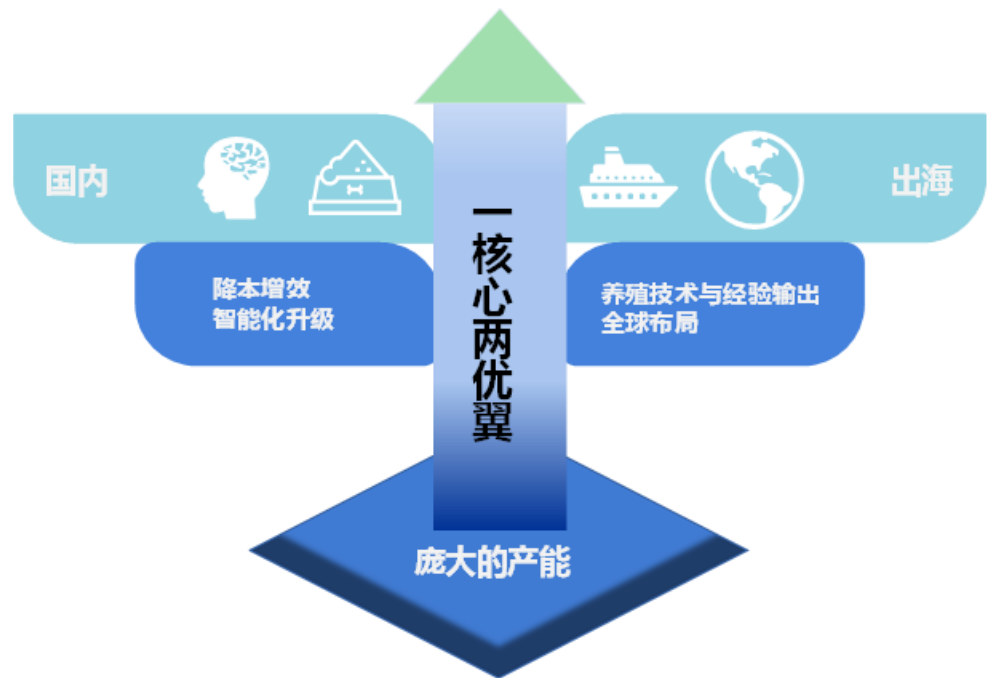 国内
出海
一核心两优翼
降本增效
智能化升级
养殖技术与经验输出
全球布局
庞大的产能